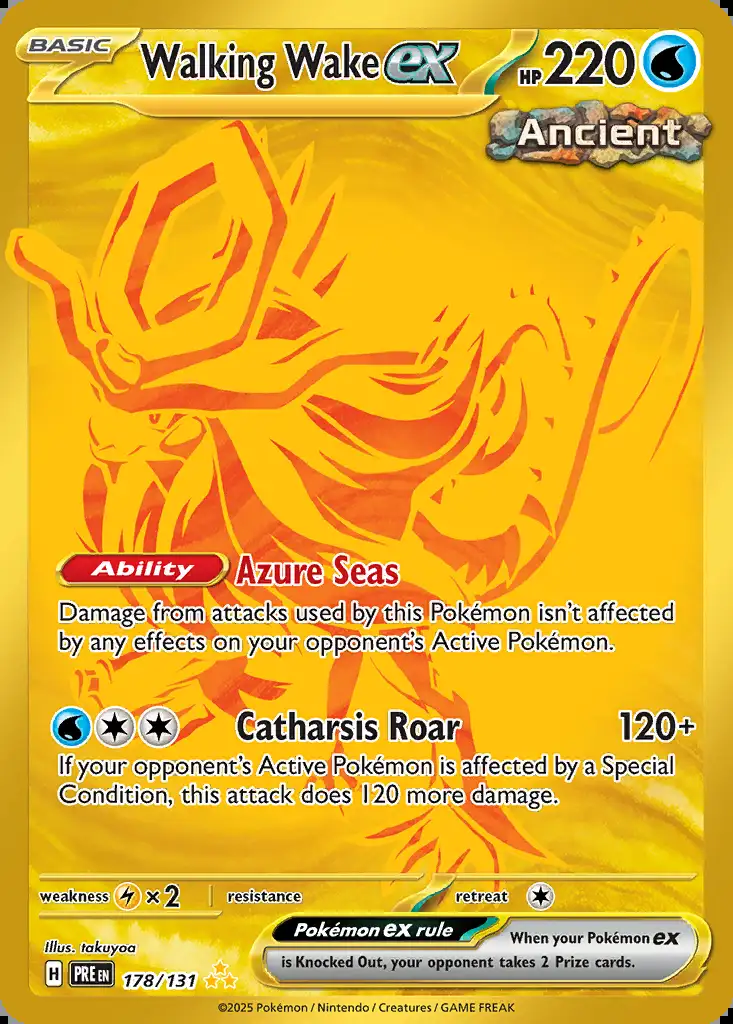 BASIC
Walking Wake ex
HP 220
Ancient
Ability Azure Seas
Damage from attacks used by this Pokémon isn't affected
by any effects on your opponent's Active Pokémon.
Catharsis Roar 120+
If your opponent's Active Pokémon is affected by a Special
Condition, this attack does 120 more damage.
weakness ×2 resistance retreat
Illus. takuyoa
Pokémon ex rule When your Pokémon ex
is Knocked Out, your opponent takes 2 Prize cards.
H PRE EN 178/131
©2025 Pokémon / Nintendo / Creatures / GAME FREAK